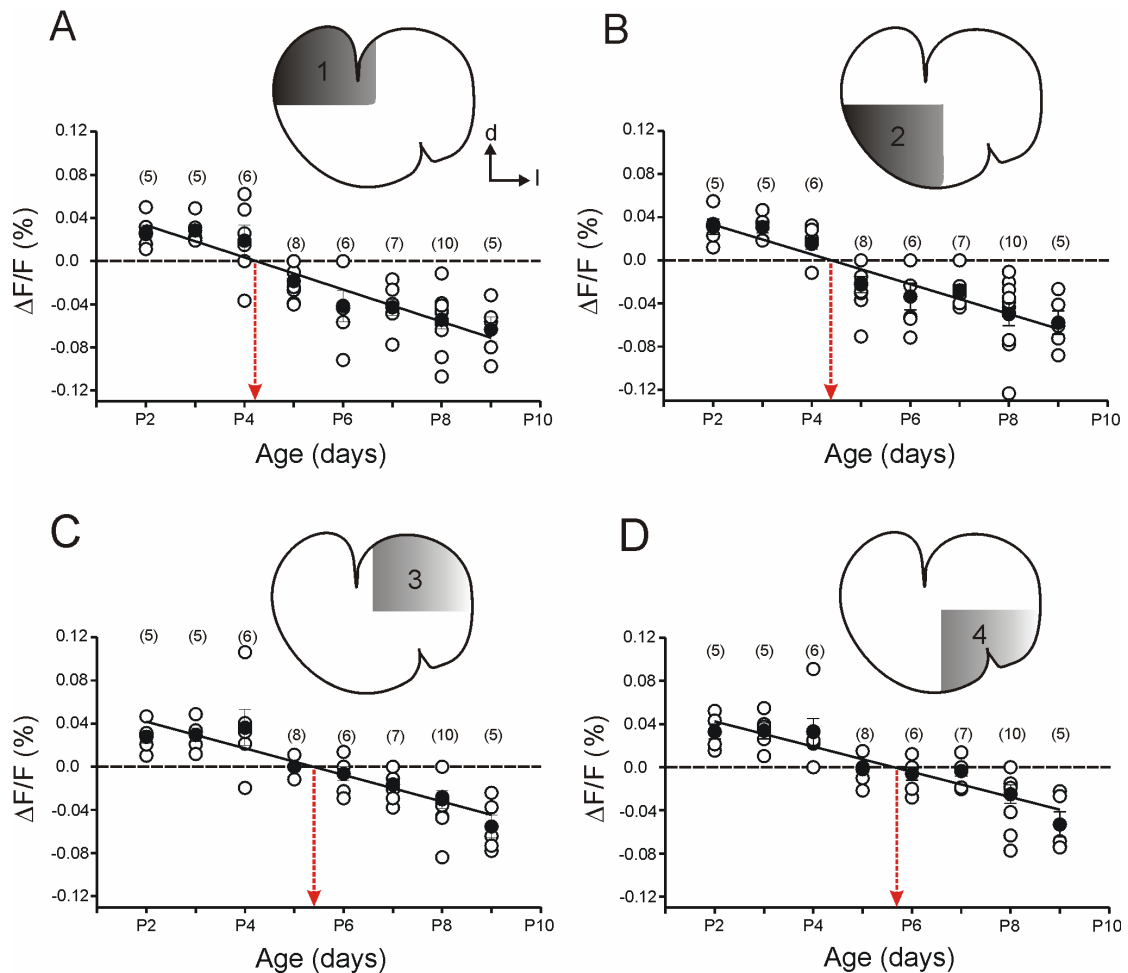 A
1
d
l
0.12
0.08
0.04
0.0
-0.04
-0.08
-0.12
ΔF/F (%)
(5) (5) (6) (8) (6) (7) (10) (5)
P2 P4 P6 P8 P10
Age (days)
B
2
0.12
0.08
0.04
0.0
-0.04
-0.08
-0.12
ΔF/F (%)
(5) (5) (6) (8) (6) (7) (10) (5)
P2 P4 P6 P8 P10
Age (days)
C
3
0.12
0.08
0.04
0.0
-0.04
-0.08
-0.12
ΔF/F (%)
(5) (5) (6) (8) (6) (7) (10) (5)
P2 P4 P6 P8 P10
Age (days)
D
4
0.12
0.08
0.04
0.0
-0.04
-0.08
-0.12
ΔF/F (%)
(5) (5) (6) (8) (6) (7) (10) (5)
P2 P4 P6 P8 P10
Age (days)